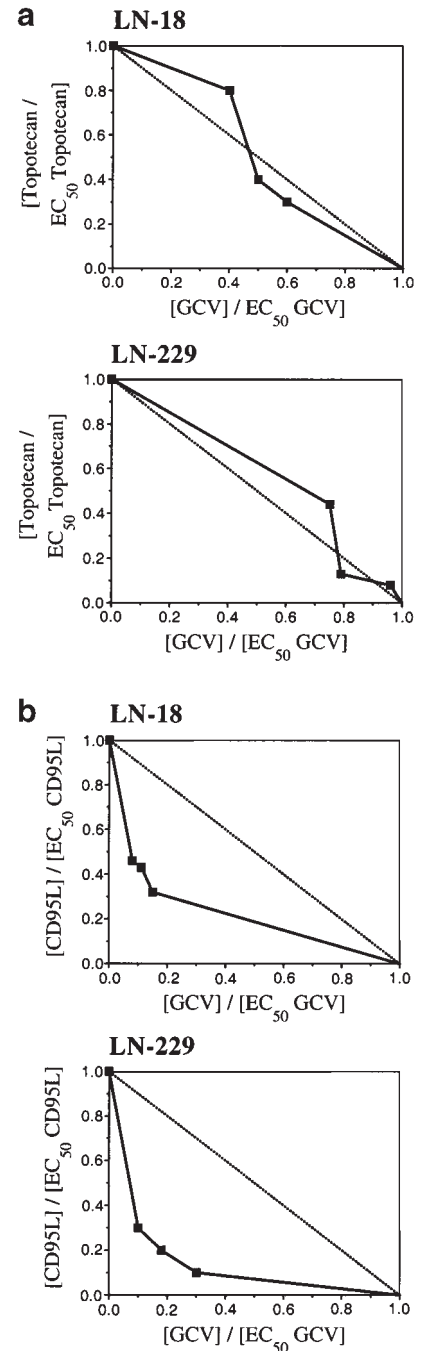 a
LN-18
[Topotecan /
EC50 Topotecan]
1.0
0.8
0.6
0.4
0.2
0.0
0.0 0.2 0.4 0.6 0.8 1.0
[GCV] / EC50 GCV]
LN-229
[Topotecan /
EC50 Topotecan]
1.0
0.8
0.6
0.4
0.2
0.0
0.0 0.2 0.4 0.6 0.8 1.0
[GCV] / [EC50 GCV]
b
LN-18
[CD95L] / [EC50 CD95L]
1.0
0.8
0.6
0.4
0.2
0.0
0.0 0.2 0.4 0.6 0.8 1.0
[GCV] / [EC50 GCV]
LN-229
[CD95L] / [EC50 CD95L]
1.0
0.8
0.6
0.4
0.2
0.0
0.0 0.2 0.4 0.6 0.8 1.0
[GCV] / [EC50 GCV]